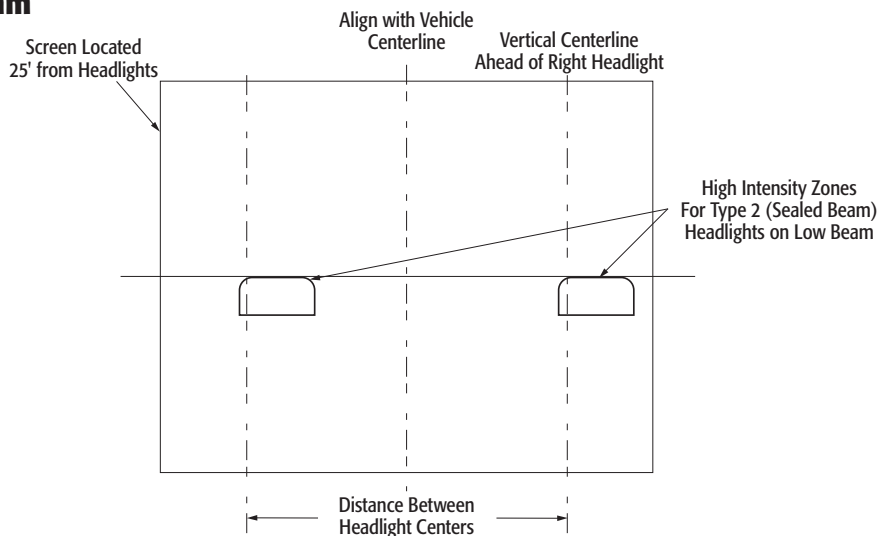 Align with Vehicle
Centerline
Screen Located
25' from Headlights
Vertical Centerline
Ahead of Right Headlight
High Intensity Zones
For Type 2 (Sealed Beam)
Headlights on Low Beam
Distance Between
Headlight Centers